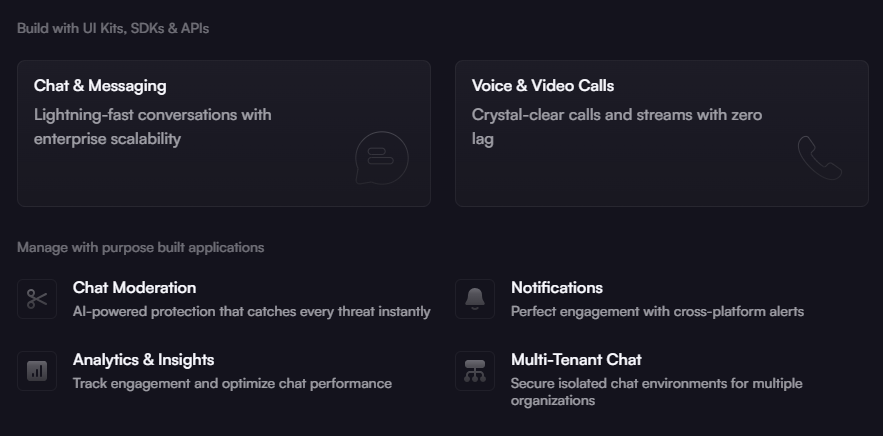 Build with UI Kits, SDKs & APIs
Chat & Messaging
Lightning-fast conversations with
enterprise scalability
Voice & Video Calls
Crystal-clear calls and streams with zero
lag
Manage with purpose built applications
Chat Moderation
AI-powered protection that catches every threat instantly
Notifications
Perfect engagement with cross-platform alerts
Analytics & Insights
Track engagement and optimize chat performance
Multi-Tenant Chat
Secure isolated chat environments for multiple
organizations